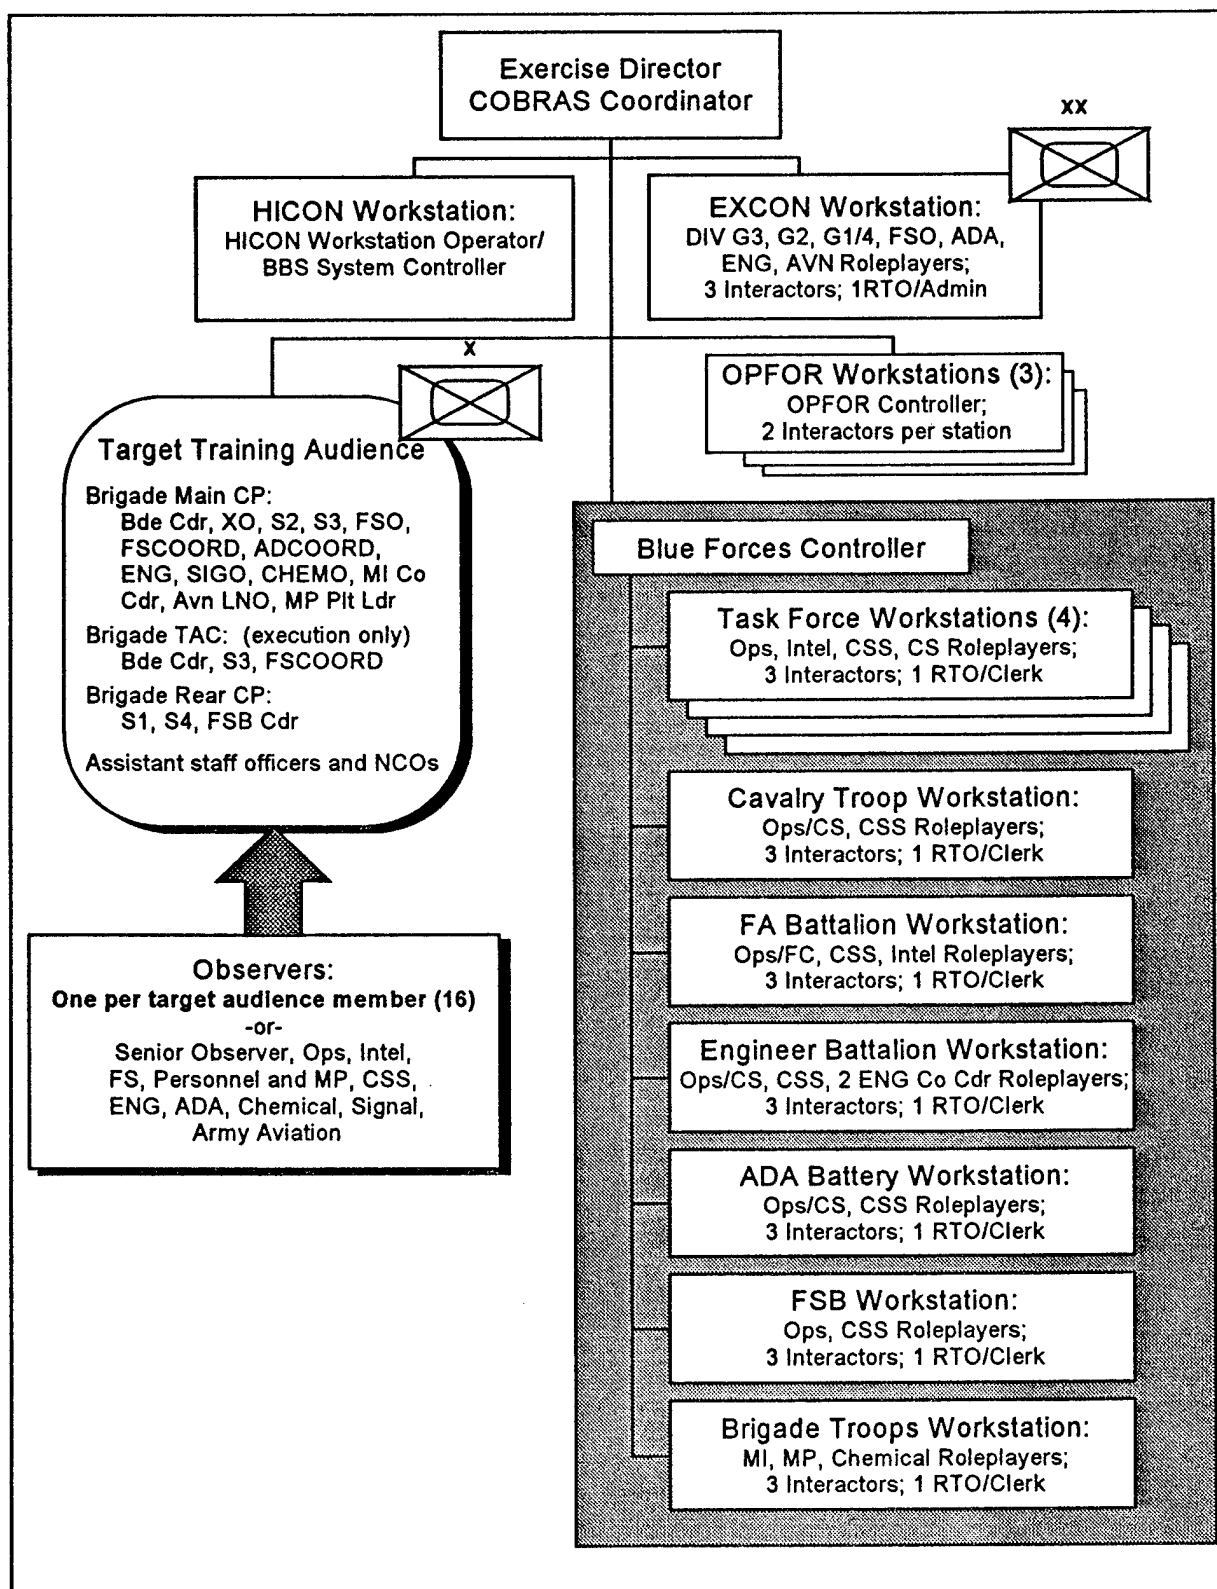 Exercise Director
COBRAS Coordinator
XX
HICON Workstation:
HICON Workstation Operator/
BBS System Controller
EXCON Workstation:
DIV G3, G2, G1/4, FSO, ADA,
ENG, AVN Roleplayers;
3 Interactors; 1RTO/Admin
X
OPFOR Workstations (3):
OPFOR Controller;
2 Interactors per station
Target Training Audience
Brigade Main CP:
Bde Cdr, XO, S2, S3, FSO,
FSCOORD, ADCOORD,
ENG, SIGO, CHEMO, MI Co
Cdr, Avn LNO, MP Plt Ldr
Brigade TAC: (execution only)
Bde Cdr, S3, FSCOORD
Brigade Rear CP:
S1, S4, FSB Cdr
Assistant staff officers and NCOs
Observers:
One per target audience member (16)
-or-
Senior Observer, Ops, Intel,
FS, Personnel and MP, CSS,
ENG, ADA, Chemical, Signal,
Army Aviation
Blue Forces Controller
Task Force Workstations (4):
Ops, Intel, CSS, CS Roleplayers;
3 Interactors; 1 RTO/Clerk
Cavalry Troop Workstation:
Ops/CS, CSS Roleplayers;
3 Interactors; 1 RTO/Clerk
FA Battalion Workstation:
Ops/FC, CSS, Intel Roleplayers;
3 Interactors; 1 RTO/Clerk
Engineer Battalion Workstation:
Ops/CS, CSS, 2 ENG Co Cdr Roleplayers;
3 Interactors; 1 RTO/Clerk
ADA Battery Workstation:
Ops/CS, CSS Roleplayers;
3 Interactors; 1 RTO/Clerk
FSB Workstation:
Ops, CSS Roleplayers;
3 Interactors; 1 RTO/Clerk
Brigade Troops Workstation:
MI, MP, Chemical Roleplayers;
3 Interactors; 1 RTO/Clerk